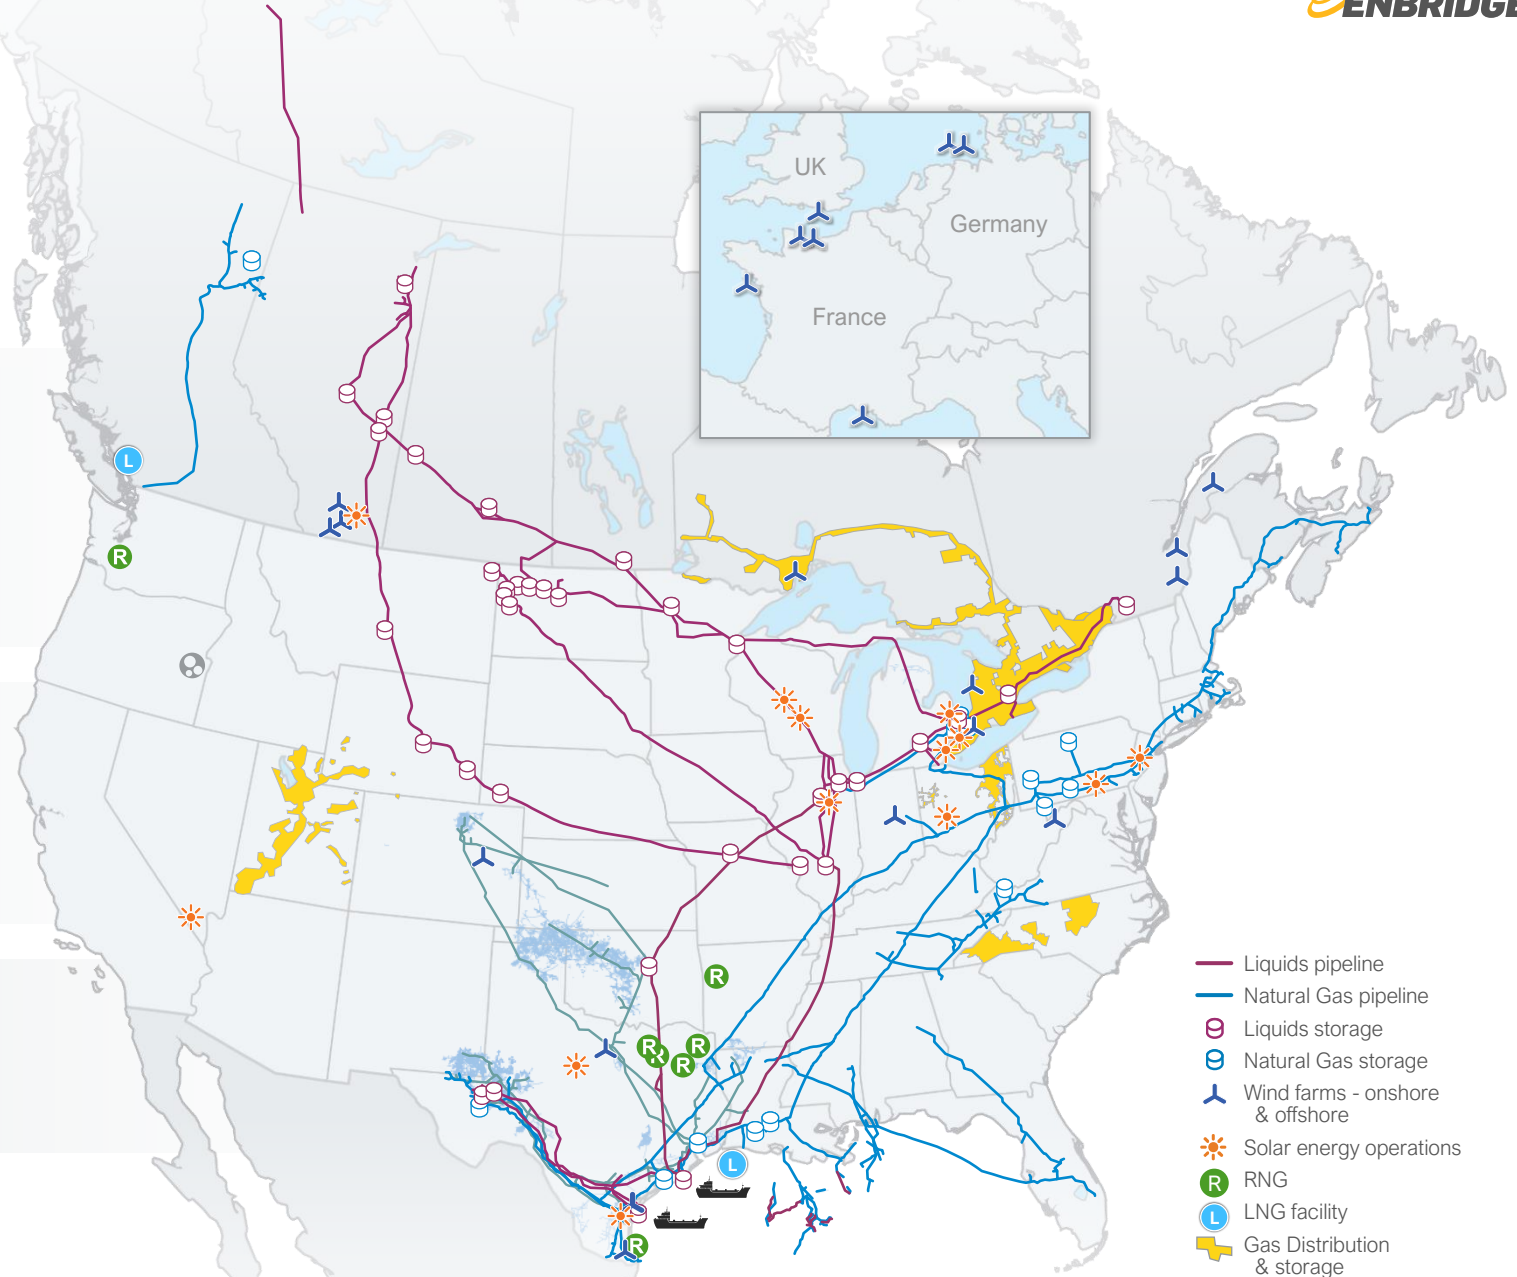 ENBRIDGE
UK
Germany
France
L
R
R
R
R
R
R
L
R
Liquids pipeline
Natural Gas pipeline
Liquids storage
Natural Gas storage
Wind farms - onshore
& offshore
Solar energy operations
R RNG
L LNG facility
Gas Distribution
& storage